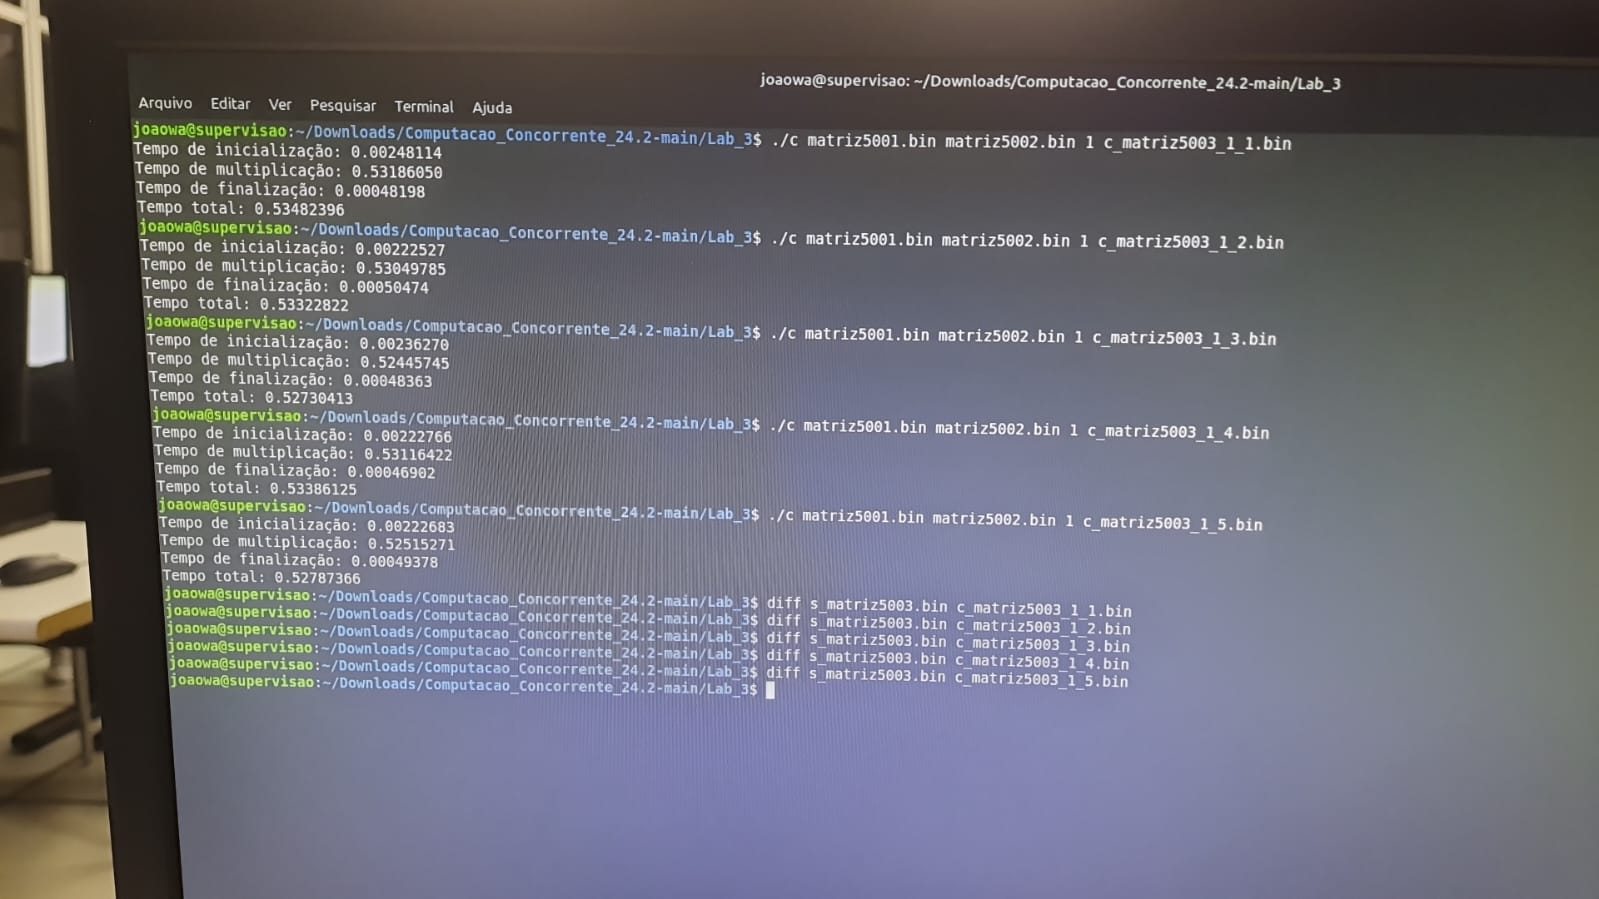 joaowa@supervisao: ~/Downloads/Computacao_Concorrente_24.2-main/Lab_3
Arquivo Editar Ver Pesquisar Terminal Ajuda
joaowa@supervisao:~/Downloads/Computacao_Concorrente_24.2-main/Lab_3$ ./c matriz5001.bin matriz5002.bin 1 c_matriz5003_1_1.bin
Tempo de inicialização: 0.00248114
Tempo de multiplicação: 0.53186050
Tempo de finalização: 0.00048198
Tempo total: 0.53482396
joaowa@supervisao:~/Downloads/Computacao_Concorrente_24.2-main/Lab_3$ ./c matriz5001.bin matriz5002.bin 1 c_matriz5003_1_2.bin
Tempo de inicialização: 0.00222527
Tempo de multiplicação: 0.53049785
Tempo de finalização: 0.00050474
Tempo total: 0.53322822
joaowa@supervisao:~/Downloads/Computacao_Concorrente_24.2-main/Lab_3$ ./c matriz5001.bin matriz5002.bin 1 c_matriz5003_1_3.bin
Tempo de inicialização: 0.00236270
Tempo de multiplicação: 0.52445745
Tempo de finalização: 0.00048363
Tempo total: 0.52730413
joaowa@supervisao:~/Downloads/Computacao_Concorrente_24.2-main/Lab_3$ ./c matriz5001.bin matriz5002.bin 1 c_matriz5003_1_4.bin
Tempo de inicialização: 0.00222766
Tempo de multiplicação: 0.53116422
Tempo de finalização: 0.00046902
Tempo total: 0.53386125
joaowa@supervisao:~/Downloads/Computacao_Concorrente_24.2-main/Lab_3$ ./c matriz5001.bin matriz5002.bin 1 c_matriz5003_1_5.bin
Tempo de inicialização: 0.00222683
Tempo de multiplicação: 0.52515271
Tempo de finalização: 0.00049378
Tempo total: 0.52787366
joaowa@supervisao:~/Downloads/Computacao_Concorrente_24.2-main/Lab_3$ diff s_matriz5003.bin c_matriz5003_1_1.bin
joaowa@supervisao:~/Downloads/Computacao_Concorrente_24.2-main/Lab_3$ diff s_matriz5003.bin c_matriz5003_1_2.bin
joaowa@supervisao:~/Downloads/Computacao_Concorrente_24.2-main/Lab_3$ diff s_matriz5003.bin c_matriz5003_1_3.bin
joaowa@supervisao:~/Downloads/Computacao_Concorrente_24.2-main/Lab_3$ diff s_matriz5003.bin c_matriz5003_1_4.bin
joaowa@supervisao:~/Downloads/Computacao_Concorrente_24.2-main/Lab_3$ diff s_matriz5003.bin c_matriz5003_1_5.bin
joaowa@supervisao:~/Downloads/Computacao_Concorrente_24.2-main/Lab_3$